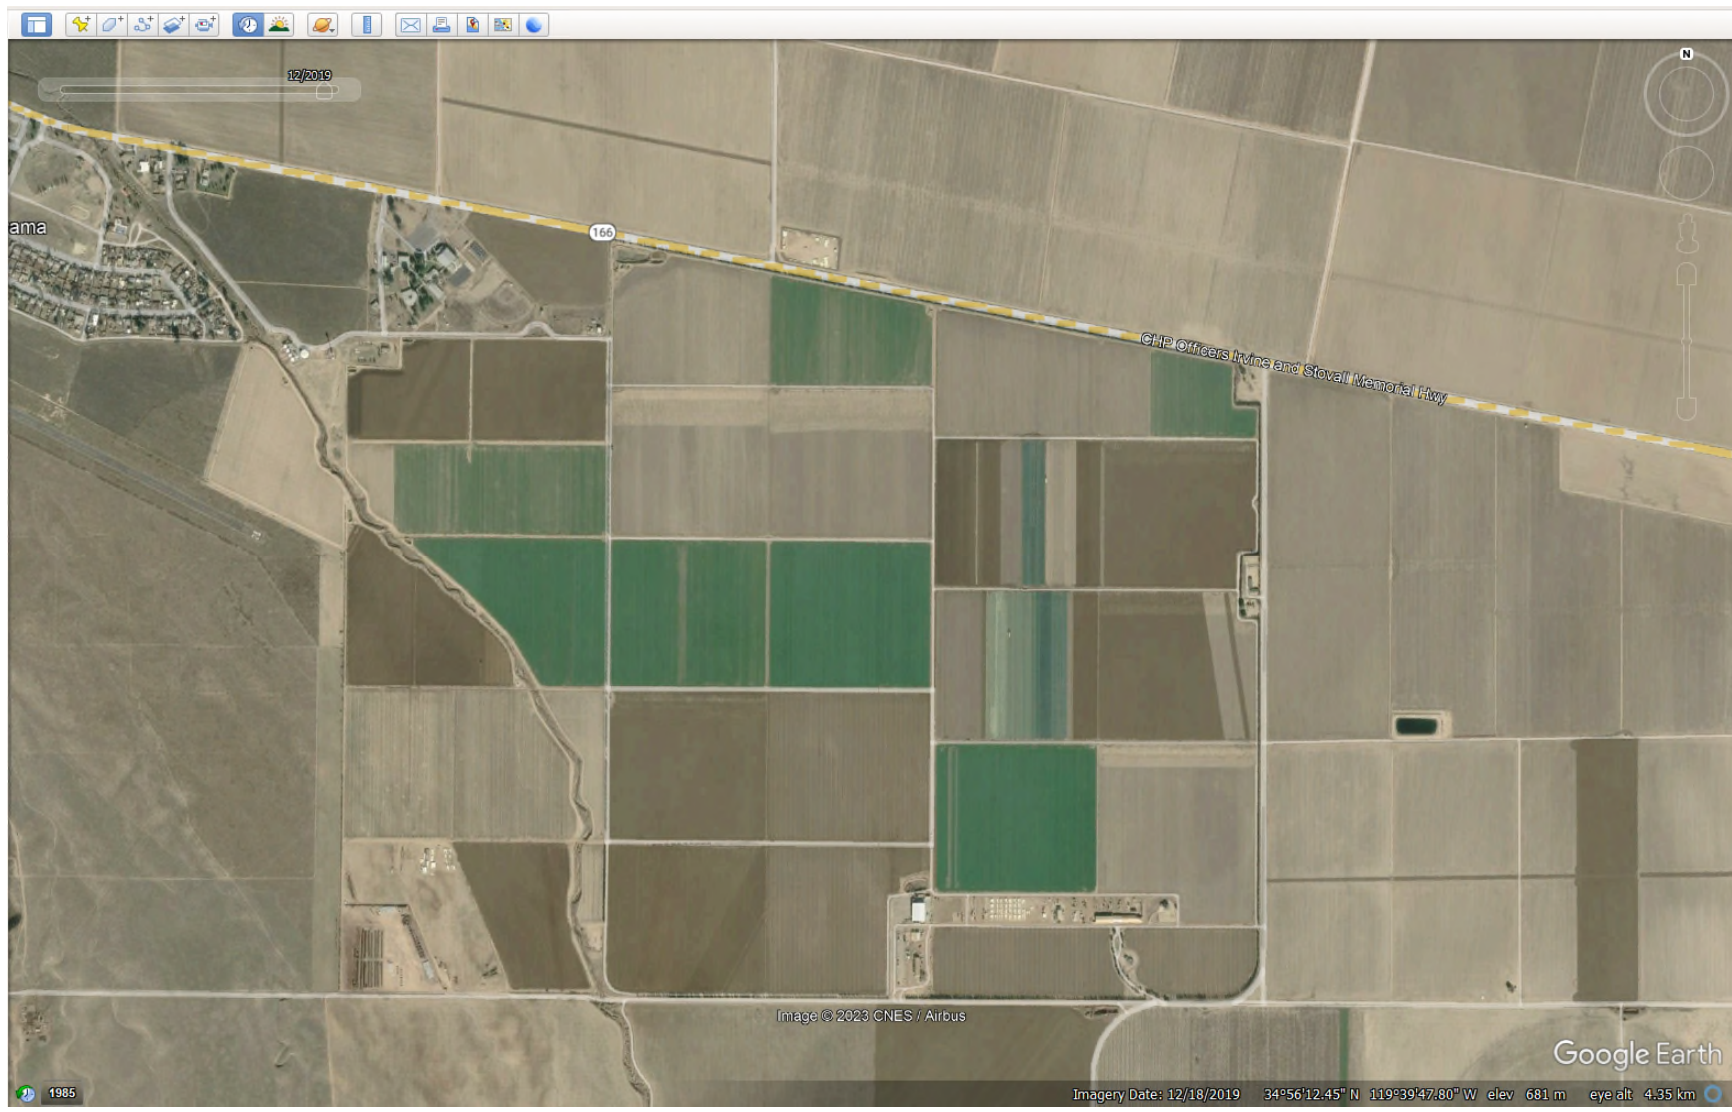 12/2019
N
ama
166
CHP Officers Irvine and Stovall Memorial Hwy
Image © 2023 CNES / Airbus
Google Earth
1985
Imagery Date: 12/18/2019 34°56'12.45" N 119°39'47.80" W elev 681 m eye alt 4.35 km